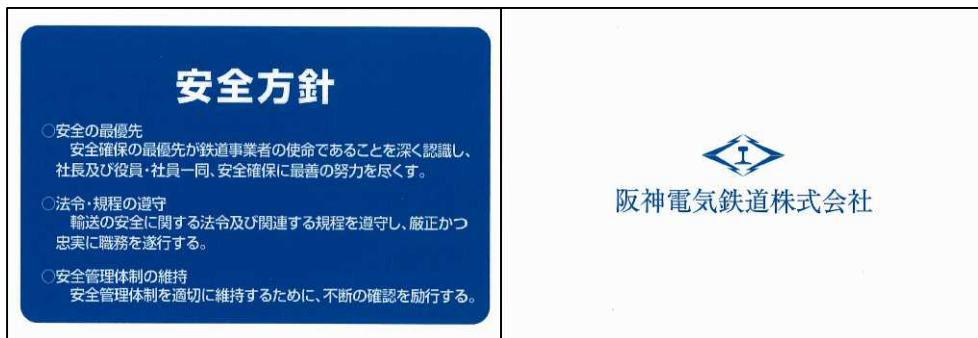 安全方針
○安全の最優先
安全確保の最優先が鉄道事業者の使命であることを深く認識し、
社長及び役員・社員一同、安全確保に最善の努力を尽くす。
○法令・規程の遵守
輸送の安全に関する法令及び関連する規程を遵守し、厳正かつ
忠実に職務を遂行する。
○安全管理体制の維持
安全管理体制を適切に維持するために、不断の確認を励行する。
阪神電気鉄道株式会社